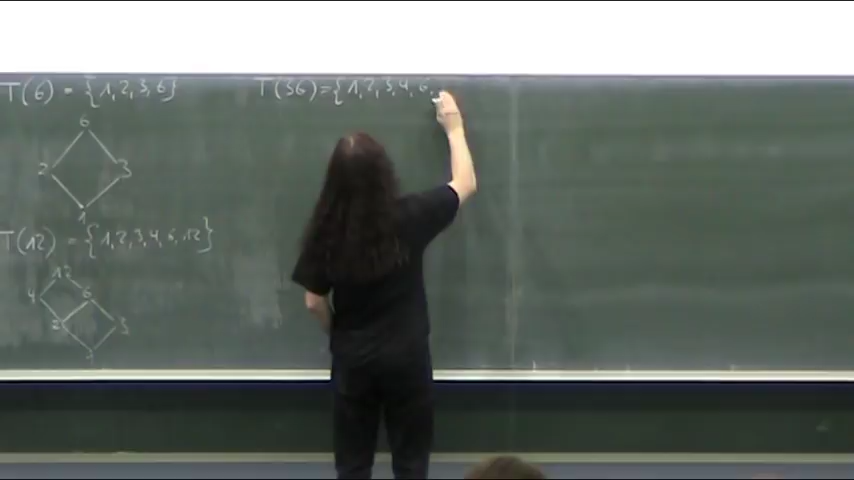 T(6) = {1, 2, 3, 6}
6
2 3
1
T(12) = {1, 2, 3, 4, 6, 12}
12
4 6
2 3
1
T(36) = {1, 2, 3, 4, 6,